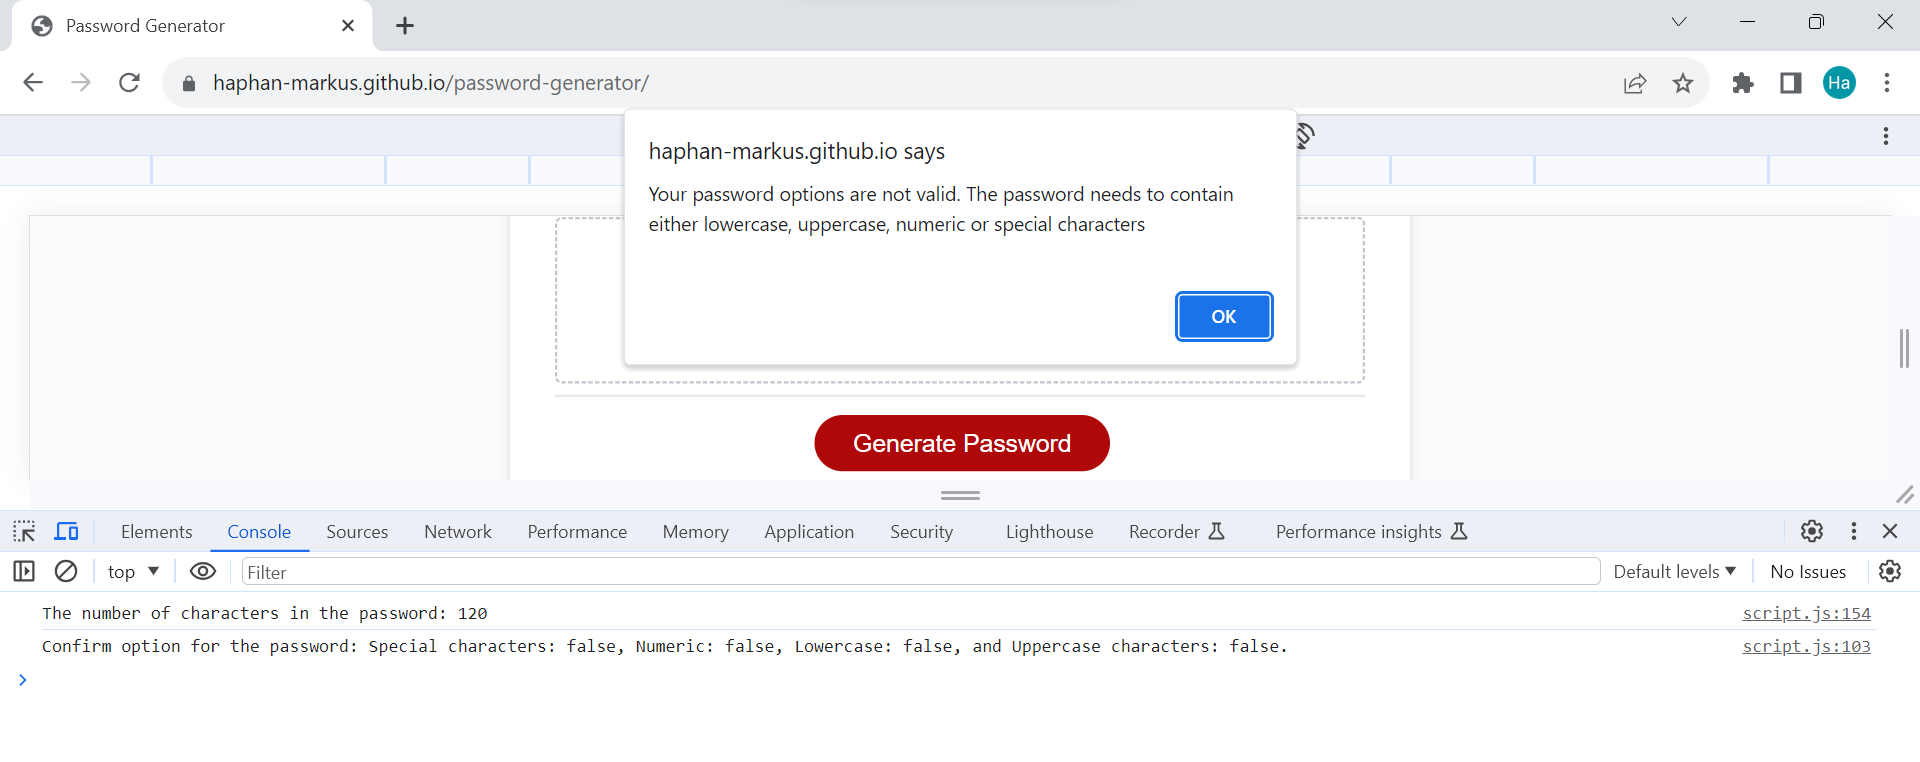 Password Generator
haphan-markus.github.io/password-generator/
Ha
haphan-markus.github.io says
Your password options are not valid. The password needs to contain
either lowercase, uppercase, numeric or special characters
OK
Generate Password
Elements Console Sources Network Performance Memory Application Security Lighthouse Recorder Performance insights
top Filter Default levels No Issues
The number of characters in the password: 120 script.js:154
Confirm option for the password: Special characters: false, Numeric: false, Lowercase: false, and Uppercase characters: false. script.js:103